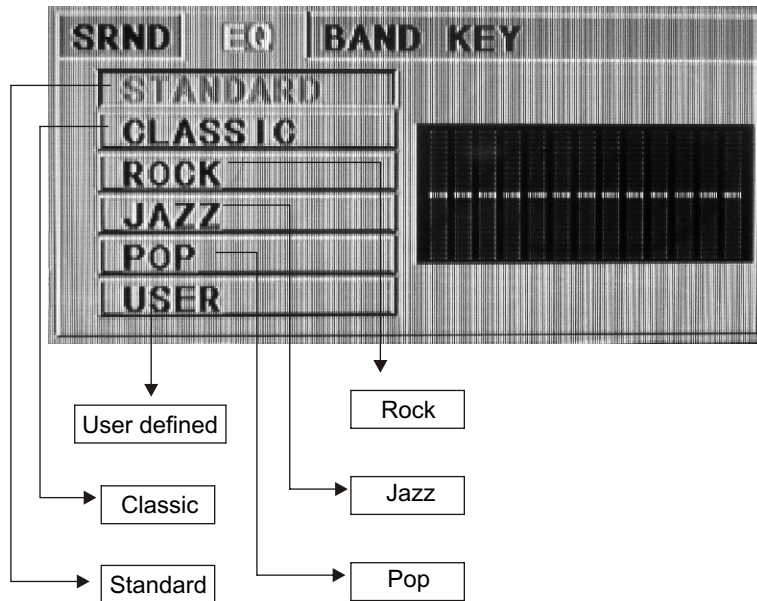 SRND EQ BAND KEY
STANDARD
CLASSIC
ROCK
JAZZ
POP
USER
User defined
Rock
Classic
Jazz
Standard
Pop